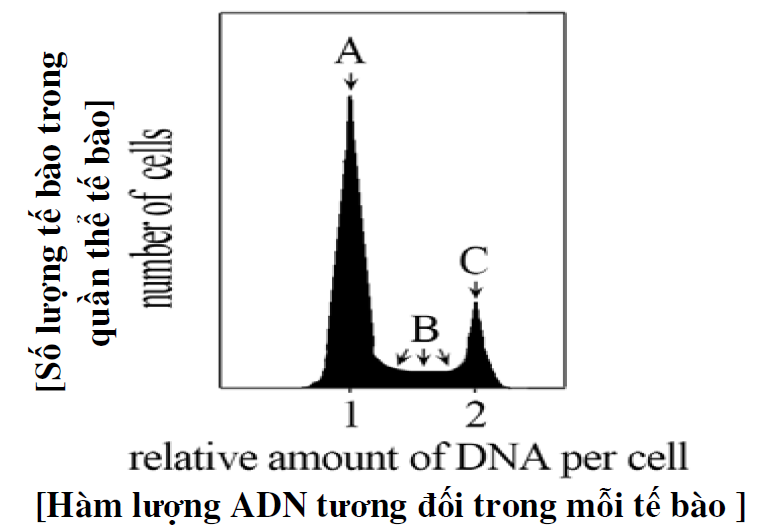 [Số lượng tế bào trong
quần thể tế bào]
number of cells
A
B
C
1 2
relative amount of DNA per cell
[Hàm lượng ADN tương đối trong mỗi tế bào ]